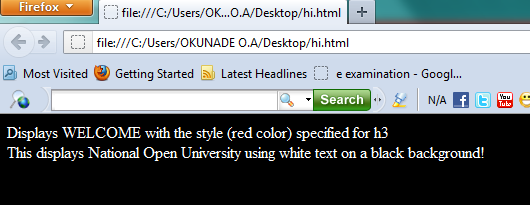 Firefox
file:///C:/Users/OK...O.A/Desktop/hi.html
file:///C:/Users/OKUNADE O.A/Desktop/hi.html
Most Visited Getting Started Latest Headlines e examination - Googl...
Search N/A You Tube
Displays WELCOME with the style (red color) specified for h3
This displays National Open University using white text on a black background!